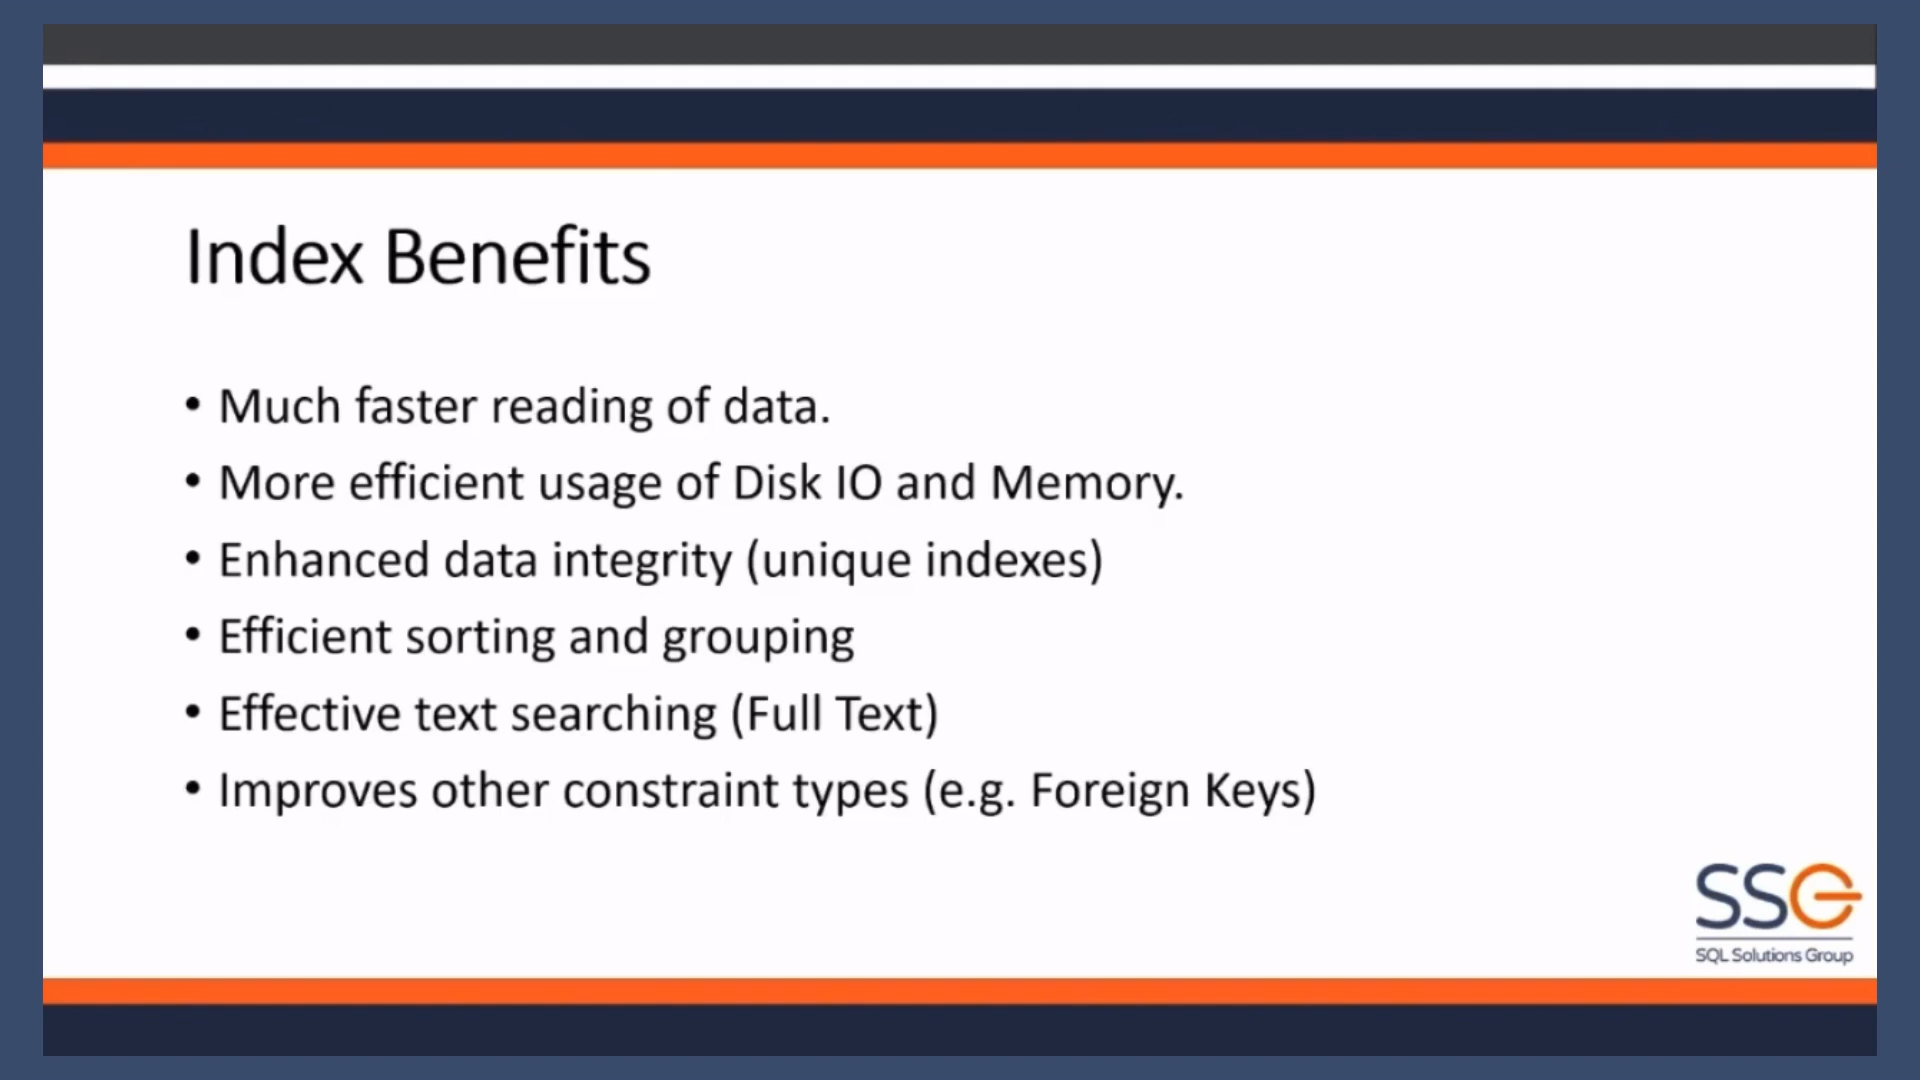 Index Benefits
• Much faster reading of data.
• More efficient usage of Disk IO and Memory.
• Enhanced data integrity (unique indexes)
• Efficient sorting and grouping
• Effective text searching (Full Text)
• Improves other constraint types (e.g. Foreign Keys)
SSG
SQL Solutions Group